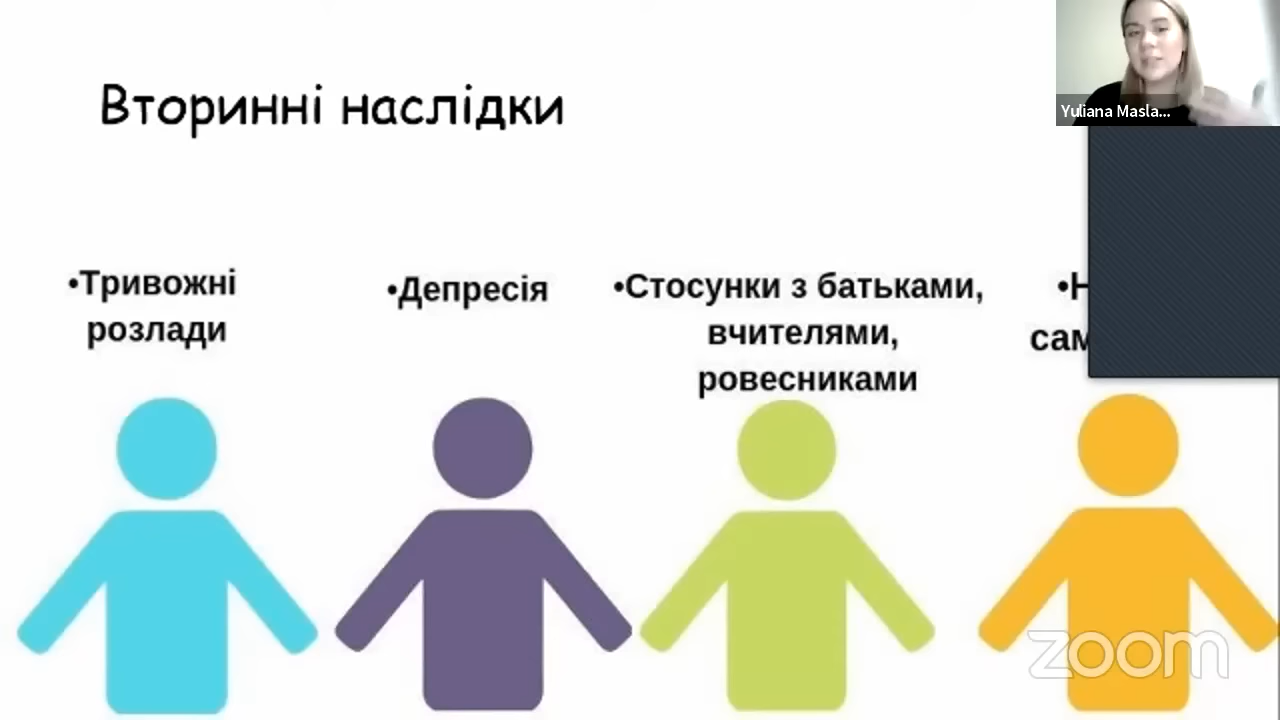 Вторинні наслідки
Yuliana Masla...
•Тривожні
розлади
•Депресія
•Стосунки з батьками,
вчителями,
ровесниками
zoom